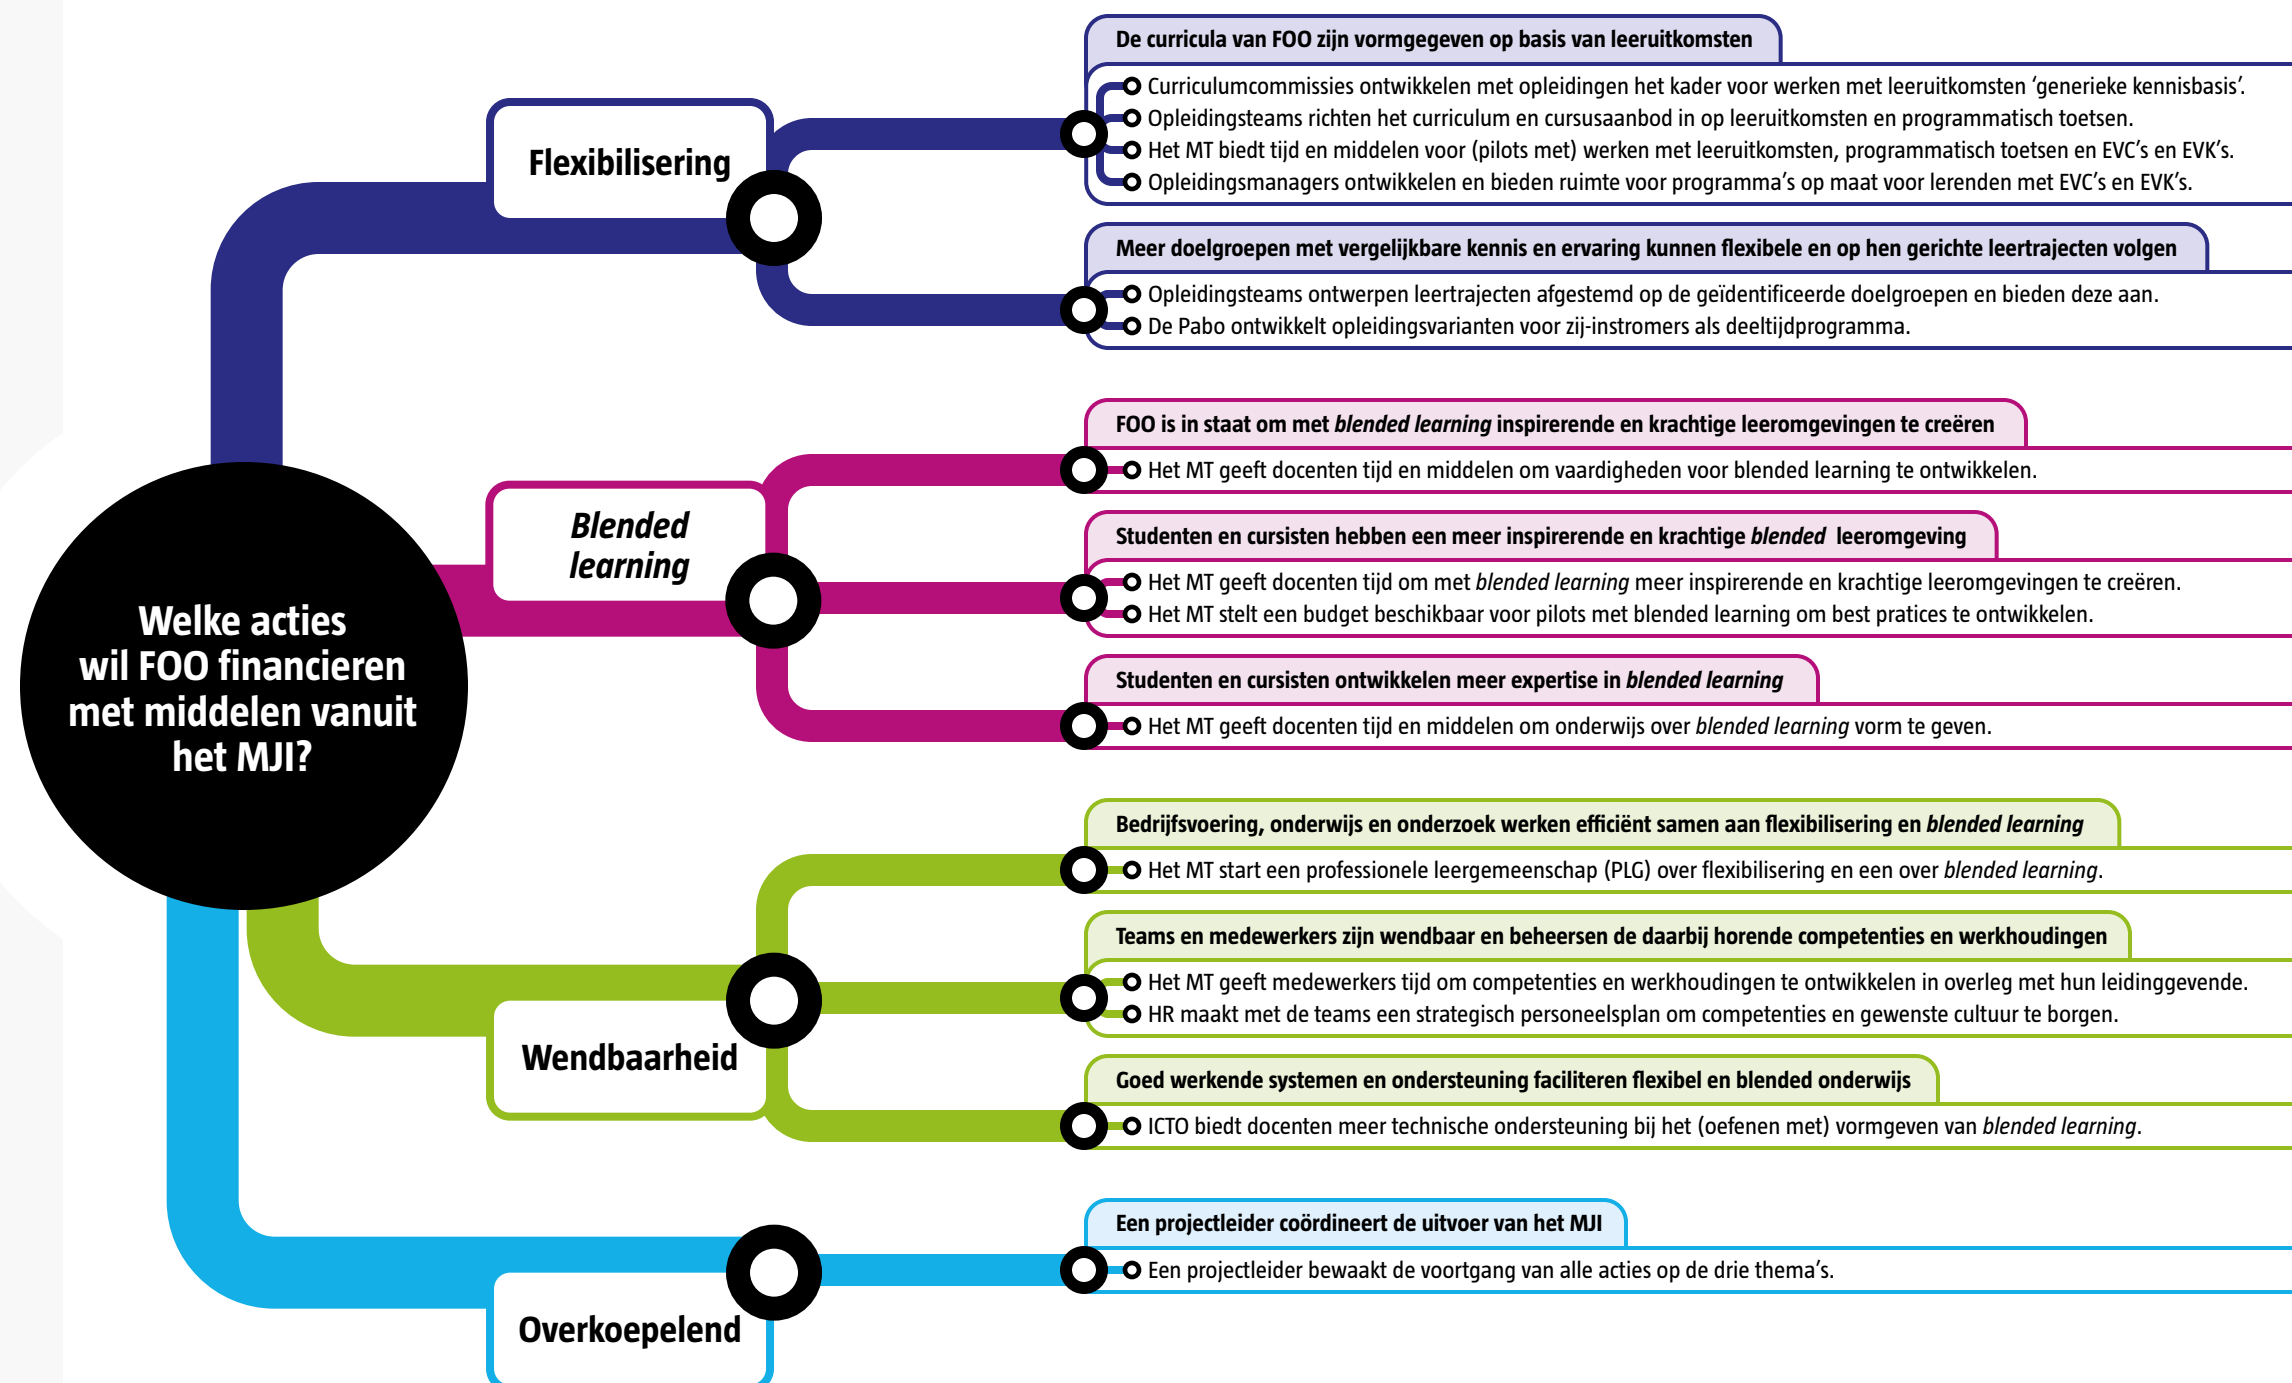 Welke acties
wil FOO financieren
met middelen vanuit
het MJI?
Flexibilisering
De curricula van FOO zijn vormgegeven op basis van leeruitkomsten
Curriculumcommissies ontwikkelen met opleidingen het kader voor werken met leeruitkomsten ‘generieke kennisbasis’.
Opleidingsteams richten het curriculum en cursusaanbod in op leeruitkomsten en programmatisch toetsen.
Het MT biedt tijd en middelen voor (pilots met) werken met leeruitkomsten, programmatisch toetsen en EVC’s en EVK’s.
Opleidingsmanagers ontwikkelen en bieden ruimte voor programma’s op maat voor lerenden met EVC’s en EVK’s.
Meer doelgroepen met vergelijkbare kennis en ervaring kunnen flexibele en op hen gerichte leertrajecten volgen
Opleidingsteams ontwerpen leertrajecten afgestemd op de geïdentificeerde doelgroepen en bieden deze aan.
De Pabo ontwikkelt opleidingsvarianten voor zij-instromers als deeltijdprogramma.
Blended
learning
FOO is in staat om met blended learning inspirerende en krachtige leeromgevingen te creëren
Het MT geeft docenten tijd en middelen om vaardigheden voor blended learning te ontwikkelen.
Studenten en cursisten hebben een meer inspirerende en krachtige blended leeromgeving
Het MT geeft docenten tijd om met blended learning meer inspirerende en krachtige leeromgevingen te creëren.
Het MT stelt een budget beschikbaar voor pilots met blended learning om best pratices te ontwikkelen.
Studenten en cursisten ontwikkelen meer expertise in blended learning
Het MT geeft docenten tijd en middelen om onderwijs over blended learning vorm te geven.
Wendbaarheid
Bedrijfsvoering, onderwijs en onderzoek werken efficiënt samen aan flexibilisering en blended learning
Het MT start een professionele leergemeenschap (PLG) over flexibilisering en een over blended learning.
Teams en medewerkers zijn wendbaar en beheersen de daarbij horende competenties en werkhoudingen
Het MT geeft medewerkers tijd om competenties en werkhoudingen te ontwikkelen in overleg met hun leidinggevende.
HR maakt met de teams een strategisch personeelsplan om competenties en gewenste cultuur te borgen.
Goed werkende systemen en ondersteuning faciliteren flexibel en blended onderwijs
ICTO biedt docenten meer technische ondersteuning bij het (oefenen met) vormgeven van blended learning.
Overkoepelend
Een projectleider coördineert de uitvoer van het MJI
Een projectleider bewaakt de voortgang van alle acties op de drie thema’s.